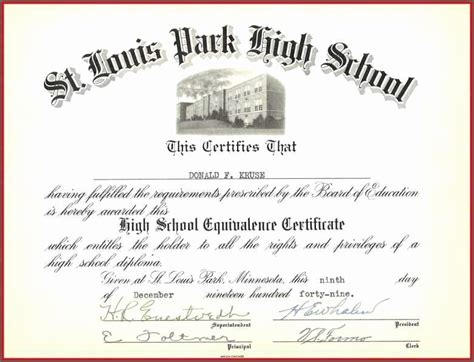 St. Louis Park High School
This Certifies That
DONALD F. KRUSE
having fulfilled the requirements prescribed by the Board of Education
is hereby awarded this
High School Equivalence Certificate
which entitles the holder to all the rights and privileges of a
high school diploma.
Given at St. Louis Park, Minnesota, this ninth day
of December nineteen hundred forty-nine.
Superintendent President
Principal Clerk